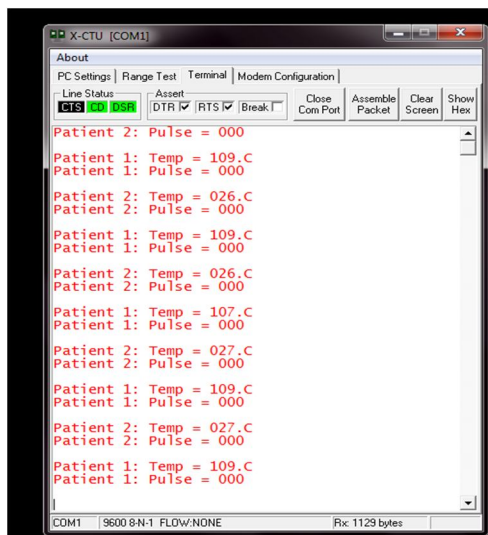 X-CTU [COM1]
About
PC Settings Range Test Terminal Modem Configuration
Line Status Assert
CTS CD DSR DTR RTS Break Close Com Port Assemble Packet Clear Screen Show Hex
Patient 2: Pulse = 000
Patient 1: Temp = 109.C
Patient 1: Pulse = 000
Patient 2: Temp = 026.C
Patient 2: Pulse = 000
Patient 1: Temp = 109.C
Patient 1: Pulse = 000
Patient 2: Temp = 026.C
Patient 2: Pulse = 000
Patient 1: Temp = 107.C
Patient 1: Pulse = 000
Patient 2: Temp = 027.C
Patient 2: Pulse = 000
Patient 1: Temp = 109.C
Patient 1: Pulse = 000
Patient 2: Temp = 027.C
Patient 2: Pulse = 000
Patient 1: Temp = 109.C
Patient 1: Pulse = 000
COM1 9600 8-N-1 FLOW:NONE Rx: 1129 bytes